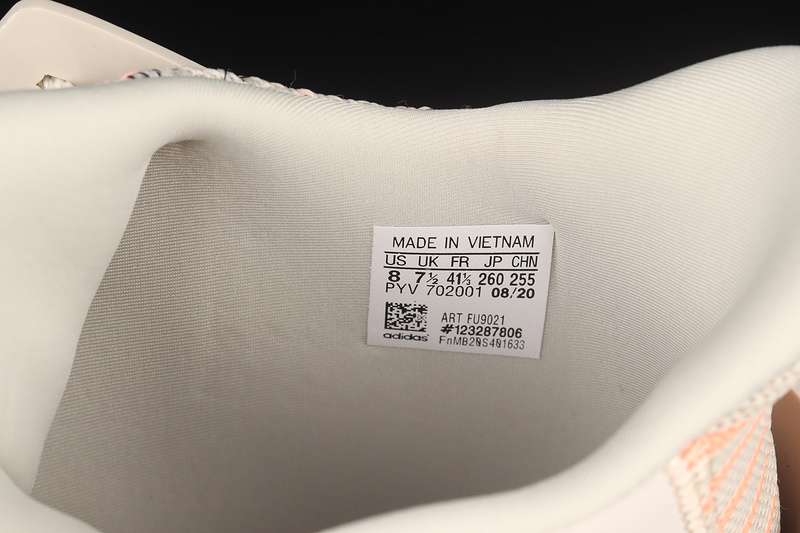 MADE IN VIETNAM
US UK FR JP CHN
8 7½ 41⅓ 260 255
PYV 702001 08/20
ART FU9021
#123287806
adidas FnMB20S401633